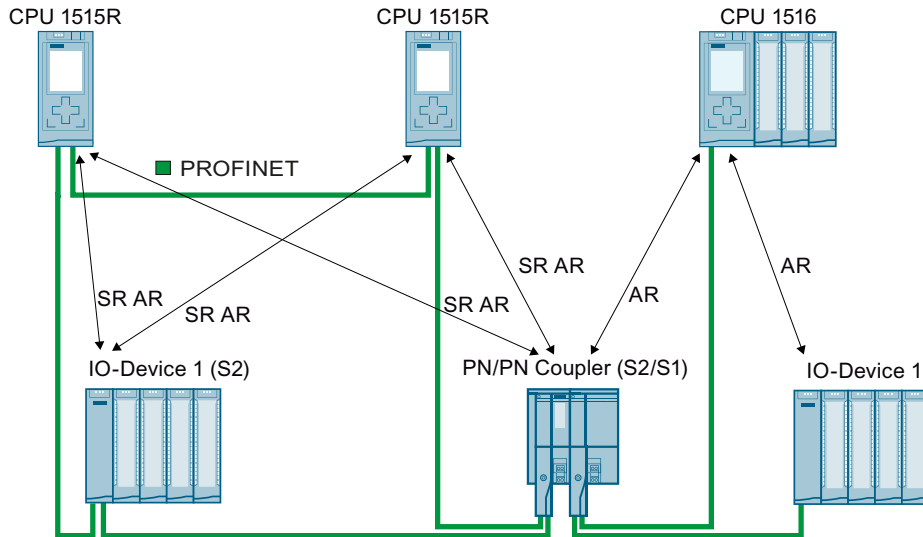 CPU 1515R
CPU 1515R
CPU 1516
PROFINET
SR AR
SR AR
SR AR
SR AR
AR
AR
IO-Device 1 (S2)
PN/PN Coupler (S2/S1)
IO-Device 1